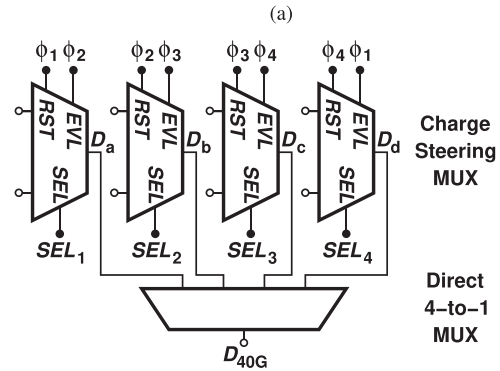 (a)
ϕ1 ϕ2 ϕ2 ϕ3 ϕ3 ϕ4 ϕ4 ϕ1
RST EVL RST EVL RST EVL RST EVL
Da Db Dc Dd
SEL SEL SEL SEL
SEL1 SEL2 SEL3 SEL4
Charge
Steering
MUX
Direct
4−to−1
MUX
D40G